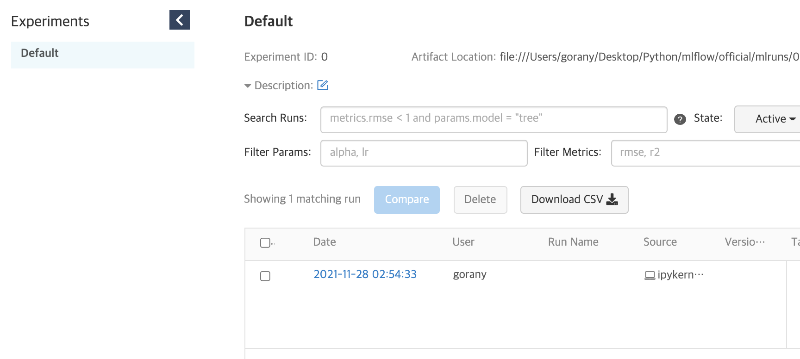 Experiments
Default
Default
Experiment ID: 0 Artifact Location: file:///Users/gorany/Desktop/Python/mlflow/official/mlruns/0
Description:
Search Runs: metrics.rmse < 1 and params.model = "tree" ? State: Active
Filter Params: alpha, lr Filter Metrics: rmse, r2
Showing 1 matching run Compare Delete Download CSV
Date User Run Name Source Versio··· Ta
2021-11-28 02:54:33 gorany ipykern···